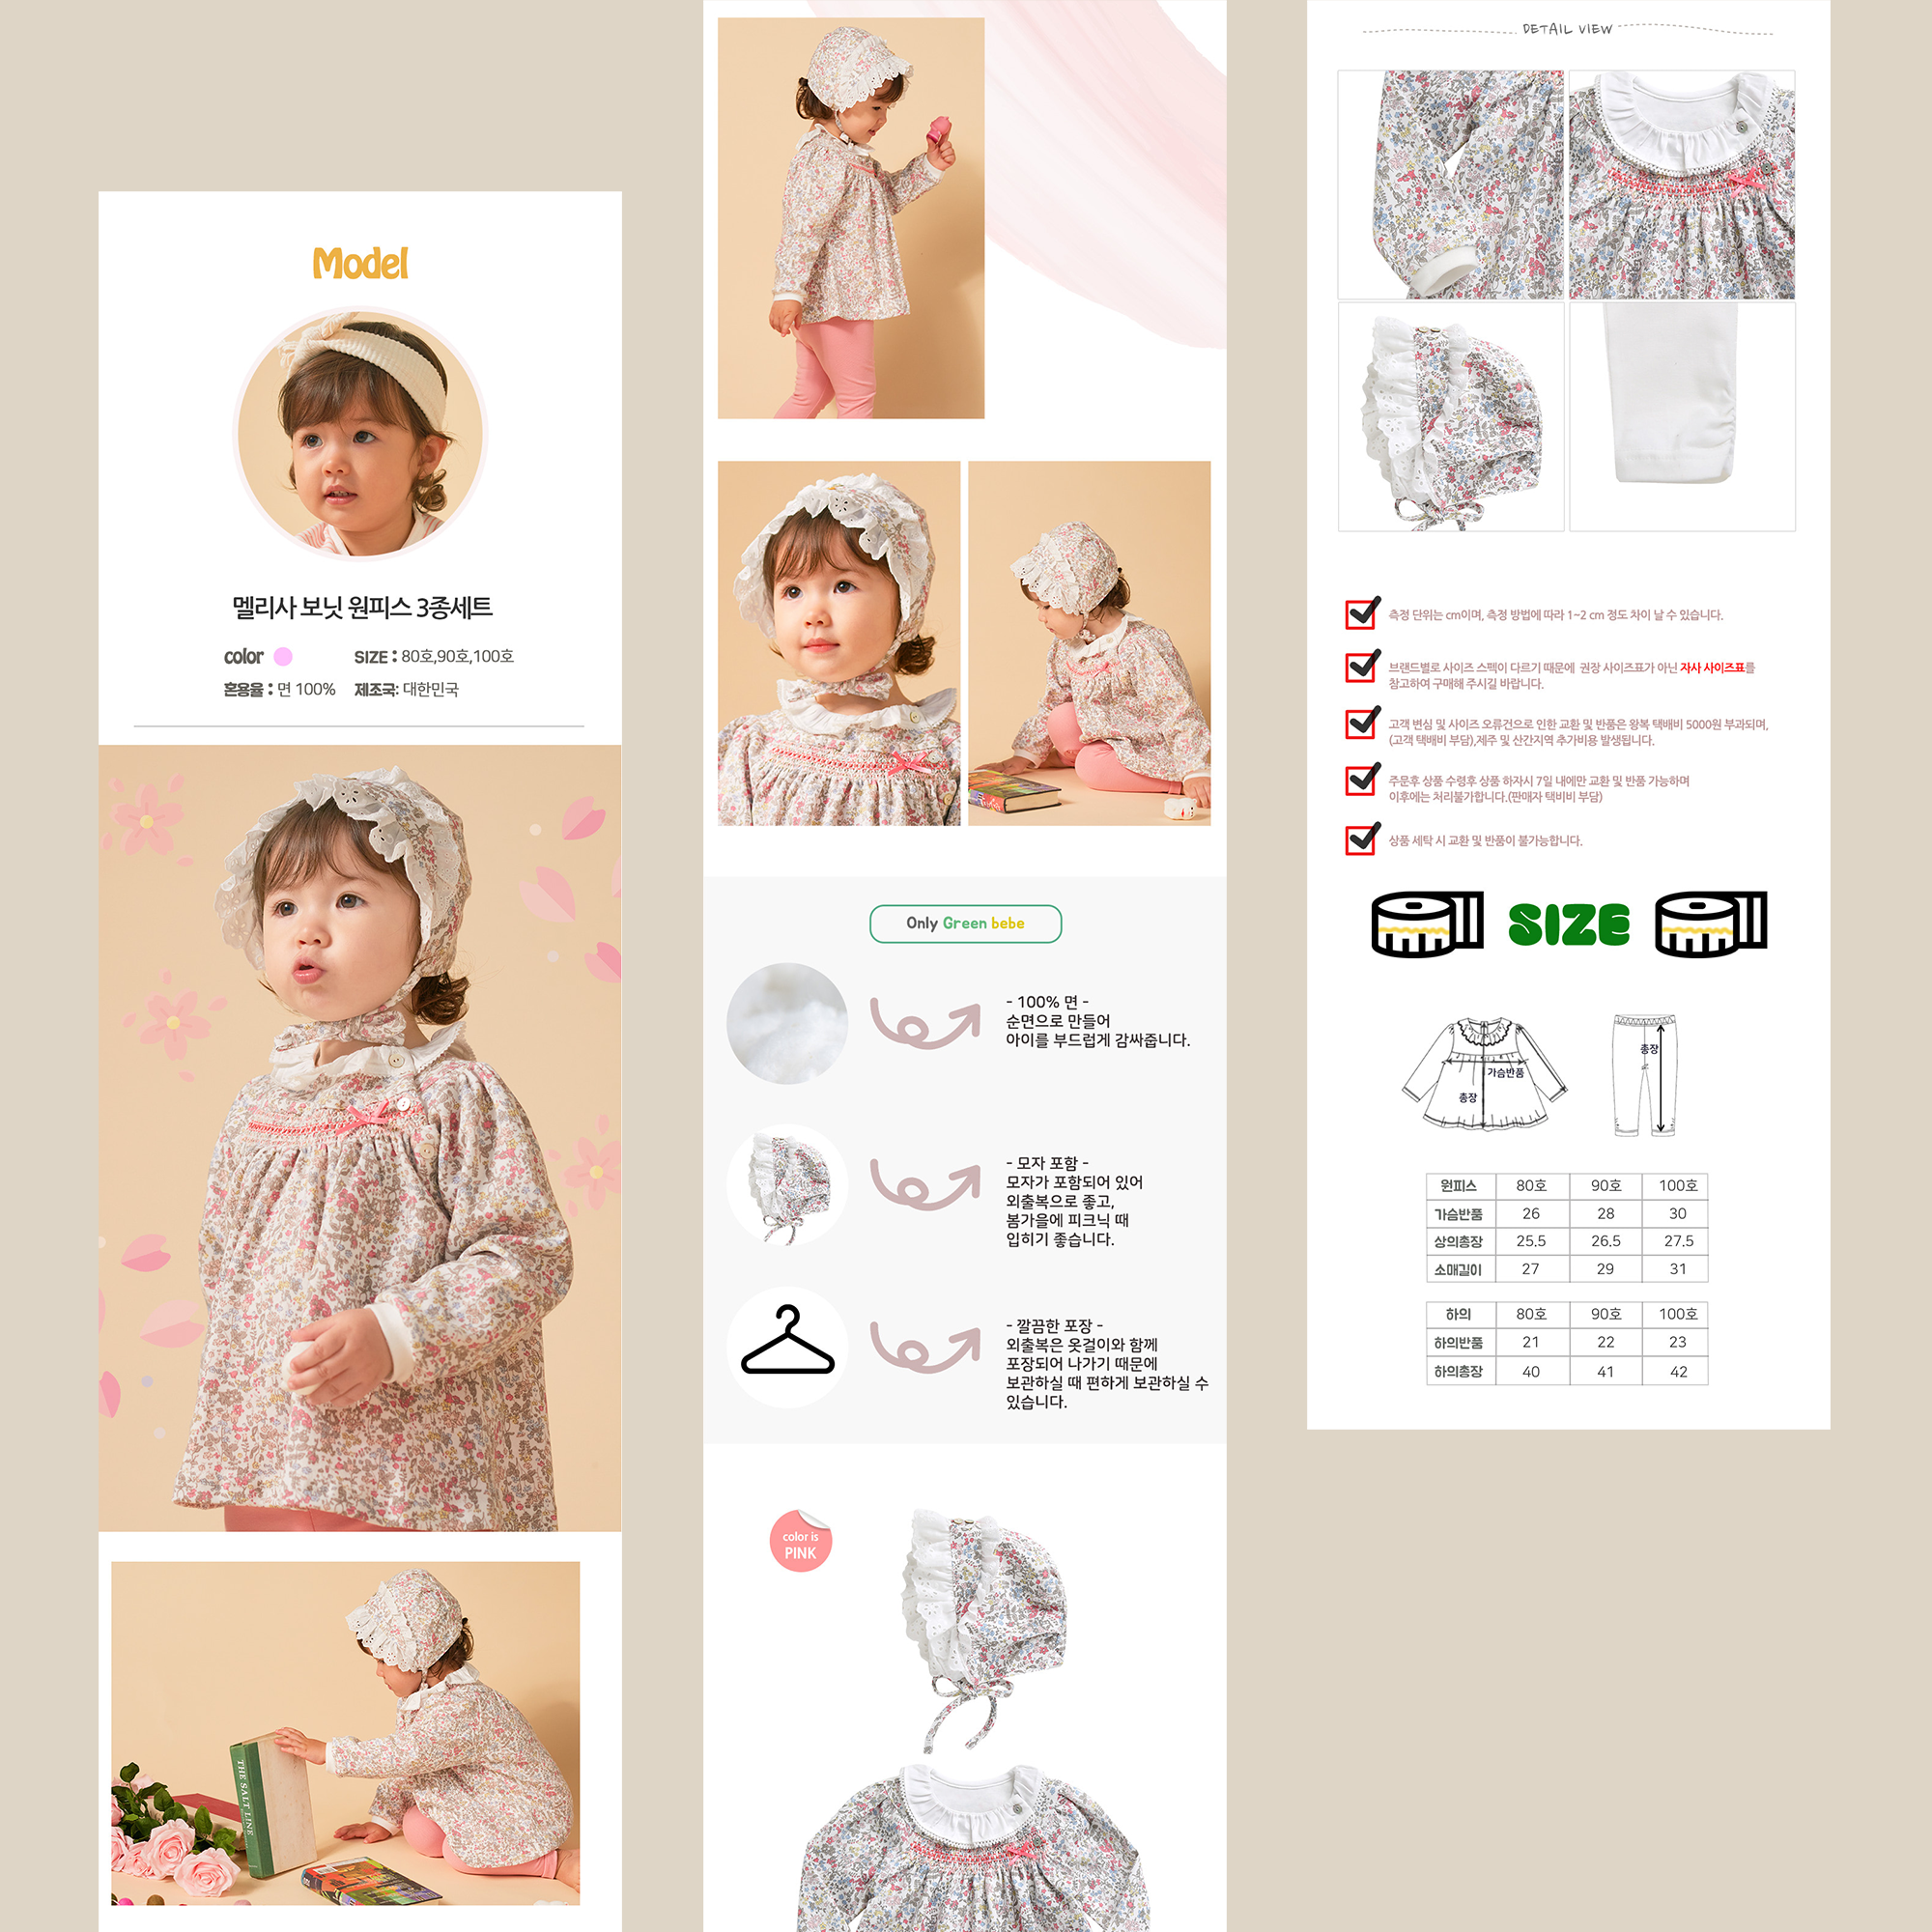 Model
멜리사 보닛 원피스 3종세트
color
SIZE : 80호,90호,100호
혼용율 : 면 100%
제조국: 대한민국
THE SALT LINE
Only Green bebe
- 100% 면 -
순면으로 만들어
아이를 부드럽게 감싸줍니다.
- 모자 포함 -
모자가 포함되어 있어
외출복으로 좋고,
봄가을에 피크닉 때
입히기 좋습니다.
- 깔끔한 포장 -
외출복은 옷걸이와 함께
포장되어 나가기 때문에
보관하실 때 편하게 보관하실 수
있습니다.
color is
PINK
DETAIL VIEW
측정 단위는 cm이며, 측정 방법에 따라 1~2 cm 정도 차이 날 수 있습니다.
브랜드별로 사이즈 스펙이 다르기 때문에 권장 사이즈표가 아닌 자사 사이즈표를
참고하여 구매해 주시길 바랍니다.
고객 변심 및 사이즈 오류건으로 인한 교환 및 반품은 왕복 택배비 5000원 부과되며,
(고객 택배비 부담),제주 및 산간지역 추가비용 발생됩니다.
주문후 상품 수령후 상품 하자시 7일 내에만 교환 및 반품 가능하며
이후에는 처리불가합니다.(판매자 택비비 부담)
상품 세탁 시 교환 및 반품이 불가능합니다.
SIZE
가슴반품
총장
총장
원피스 80호 90호 100호
가슴반품 26 28 30
상의총장 25.5 26.5 27.5
소매길이 27 29 31
하의 80호 90호 100호
하의반품 21 22 23
하의총장 40 41 42